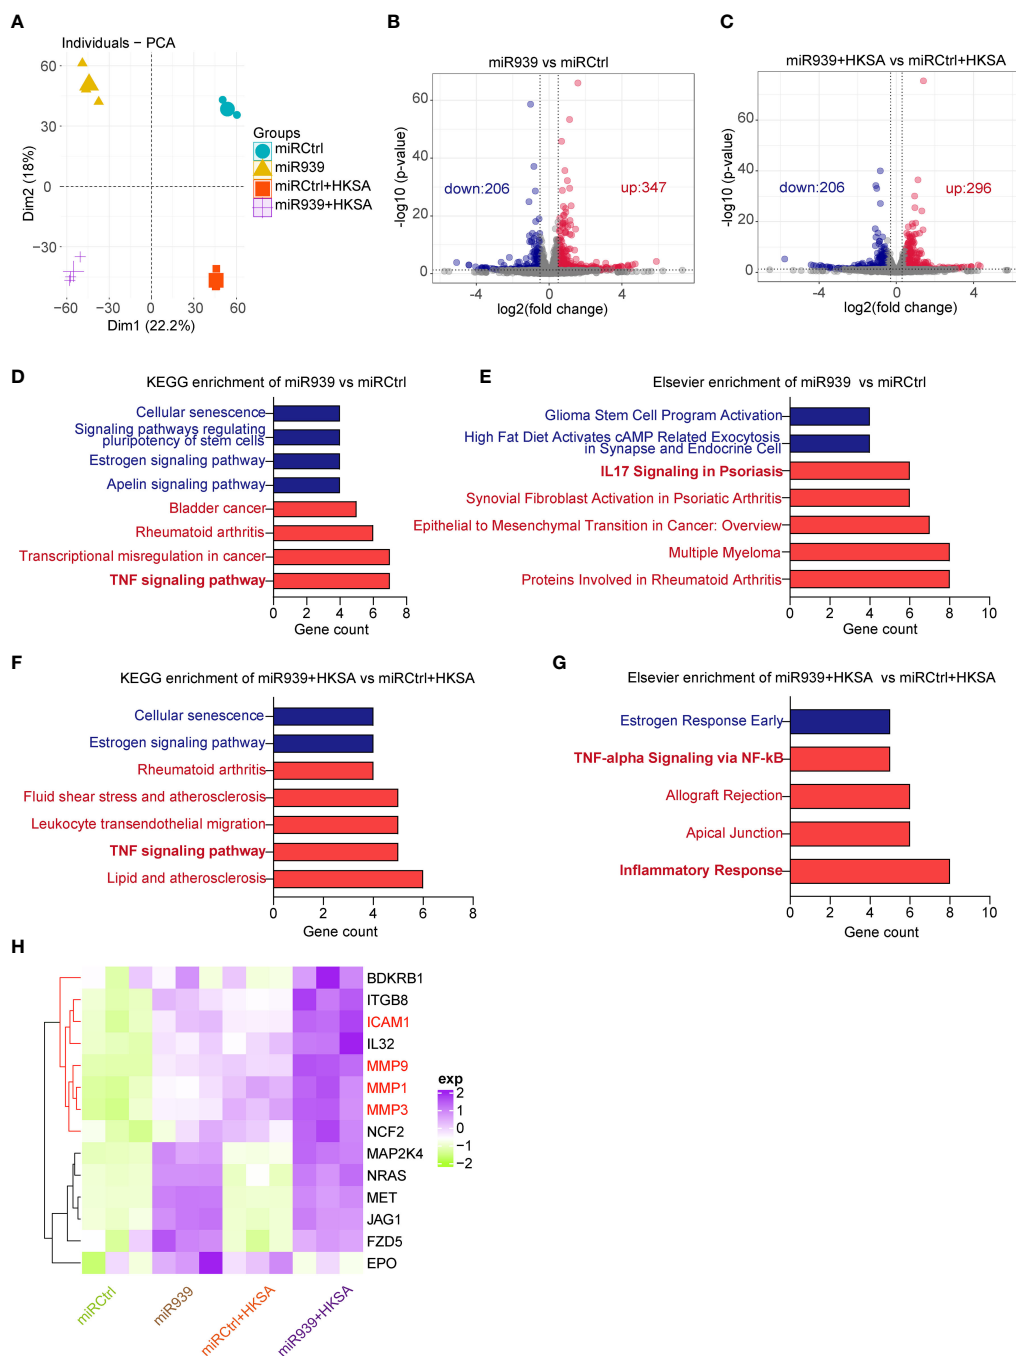 A
Individuals − PCA
60
30
0
−30
−60
−30
0
30
60
Dim2 (18%)
Dim1 (22.2%)
Groups
miRCtrl
miR939
miRCtrl+HKSA
miR939+HKSA
B
miR939 vs miRCtrl
60
40
20
0
-log10 (p-value)
down:206
up:347
-4
0
4
log2(fold change)
C
miR939+HKSA vs miRCtrl+HKSA
60
40
20
0
-log10 (p-value)
down:206
up:296
-4
0
4
log2(fold change)
D
KEGG enrichment of miR939 vs miRCtrl
Cellular senescence
Signaling pathways regulating
pluripotency of stem cells
Estrogen signaling pathway
Apelin signaling pathway
Bladder cancer
Rheumatoid arthritis
Transcriptional misregulation in cancer
TNF signaling pathway
0 2 4 6 8
Gene count
E
Elsevier enrichment of miR939 vs miRCtrl
Glioma Stem Cell Program Activation
High Fat Diet Activates cAMP Related Exocytosis
in Synapse and Endocrine Cell
IL17 Signaling in Psoriasis
Synovial Fibroblast Activation in Psoriatic Arthritis
Epithelial to Mesenchymal Transition in Cancer: Overview
Multiple Myeloma
Proteins Involved in Rheumatoid Arthritis
0 2 4 6 8 10
Gene count
F
KEGG enrichment of miR939+HKSA vs miRCtrl+HKSA
Cellular senescence
Estrogen signaling pathway
Rheumatoid arthritis
Fluid shear stress and atherosclerosis
Leukocyte transendothelial migration
TNF signaling pathway
Lipid and atherosclerosis
0 2 4 6 8
Gene count
G
Elsevier enrichment of miR939+HKSA vs miRCtrl+HKSA
Estrogen Response Early
TNF-alpha Signaling via NF-kB
Allograft Rejection
Apical Junction
Inflammatory Response
0 2 4 6 8 10
Gene count
H
BDKRB1
ITGB8
ICAM1
IL32
MMP9
MMP1
MMP3
NCF2
MAP2K4
NRAS
MET
JAG1
FZD5
EPO
exp
2
1
0
−1
−2
miRCtrl
miR939
miRCtrl+HKSA
miR939+HKSA